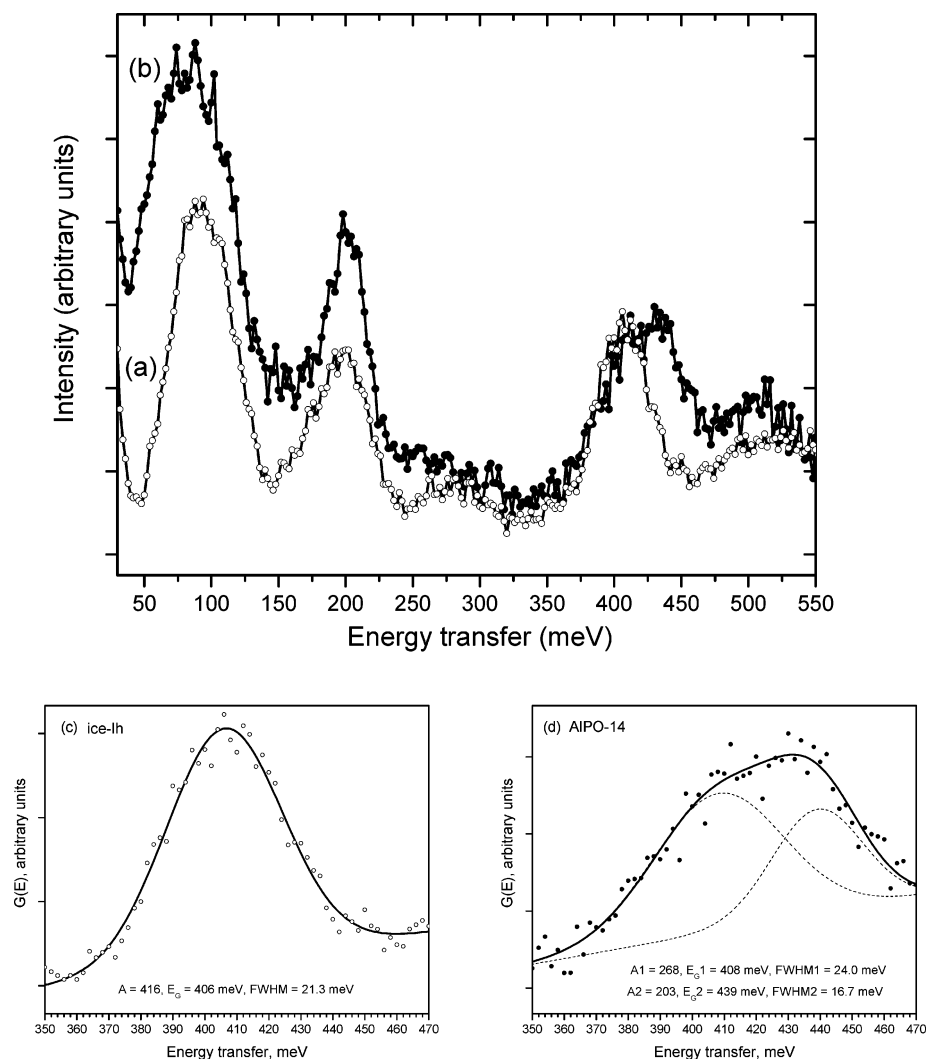 (b)
(a)
Intensity (arbitrary units)
50 100 150 200 250 300 350 400 450 500 550
Energy transfer (meV)
(c) ice-Ih
G(E), arbitrary units
A = 416, E_G = 406 meV, FWHM = 21.3 meV
350 360 370 380 390 400 410 420 430 440 450 460 470
Energy transfer, meV
(d) AlPO-14
G(E), arbitrary units
A1 = 268, E_G1 = 408 meV, FWHM1 = 24.0 meV
A2 = 203, E_G2 = 439 meV, FWHM2 = 16.7 meV
350 360 370 380 390 400 410 420 430 440 450 460 470
Energy transfer, meV